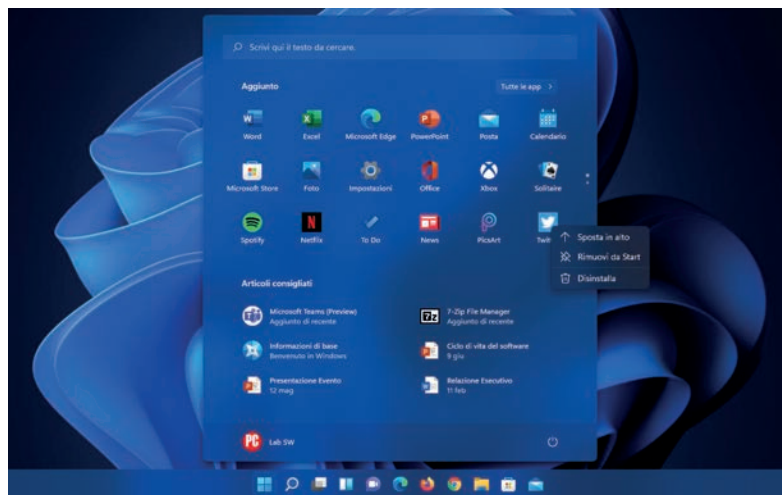 Scrivi qui il testo da cercare.
Aggiunto
Tutte le app >
Word Excel Microsoft Edge PowerPoint Posta Calendario
Microsoft Store Foto Impostazioni Office Xbox Solitaire
Spotify Netflix To Do News PicsArt
Sposta in alto
Rimuovi da Start
Disinstalla
Articoli consigliati
Microsoft Teams (Preview)
Aggiunto di recente
7-Zip File Manager
Aggiunto di recente
Informazioni di base
Benvenuto in Windows
Ciclo di vita del software
9 giu
Presentazione Evento
12 mag
Relazione Esecutivo
11 feb
PC Lab SW